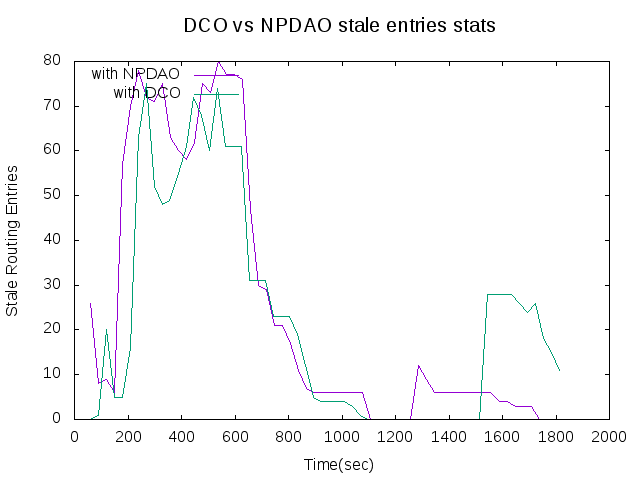 DCO vs NPDAO stale entries stats
80
70
60
50
40
30
20
10
0
with NPDAO
with DCO
Stale Routing Entries
0 200 400 600 800 1000 1200 1400 1600 1800 2000
Time(sec)